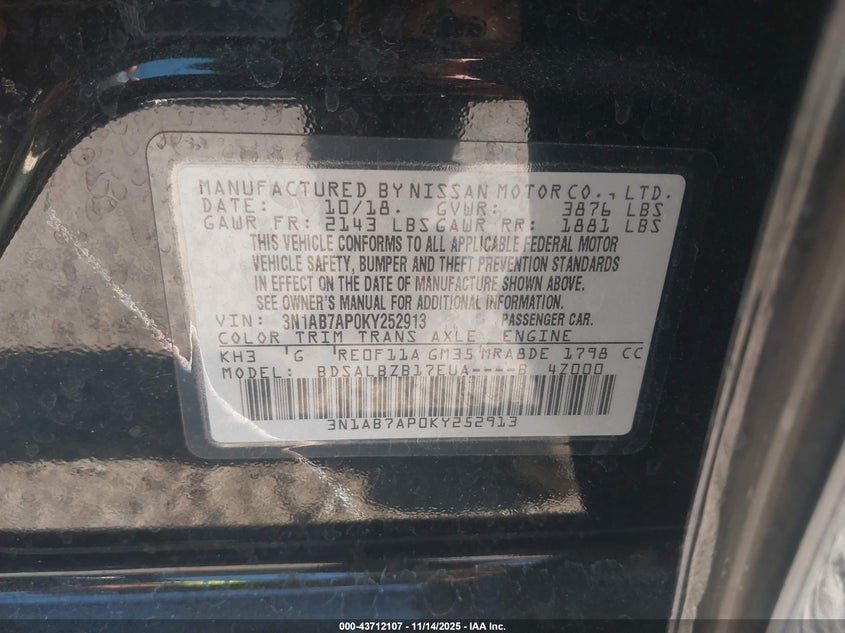 MANUFACTURED BY NISSAN MOTOR CO., LTD.
DATE: 10/18. GVWR: 3876 LBS
GAWR FR: 2143 LBS GAWR RR: 1881 LBS
THIS VEHICLE CONFORMS TO ALL APPLICABLE FEDERAL MOTOR
VEHICLE SAFETY, BUMPER AND THEFT PREVENTION STANDARDS
IN EFFECT ON THE DATE OF MANUFACTURE SHOWN ABOVE.
SEE OWNER'S MANUAL FOR ADDITIONAL INFORMATION.
VIN: 3N1AB7AP0KY252913 PASSENGER CAR.
COLOR TRIM TRANS AXLE ENGINE
KH3 G RE0F11A GM35 MRA8DE 1798 CC
MODEL: BDSALBZB17EUA----B 4Z000
3N1AB7AP0KY252913
000-43712107 - 11/14/2025 - IAA Inc.